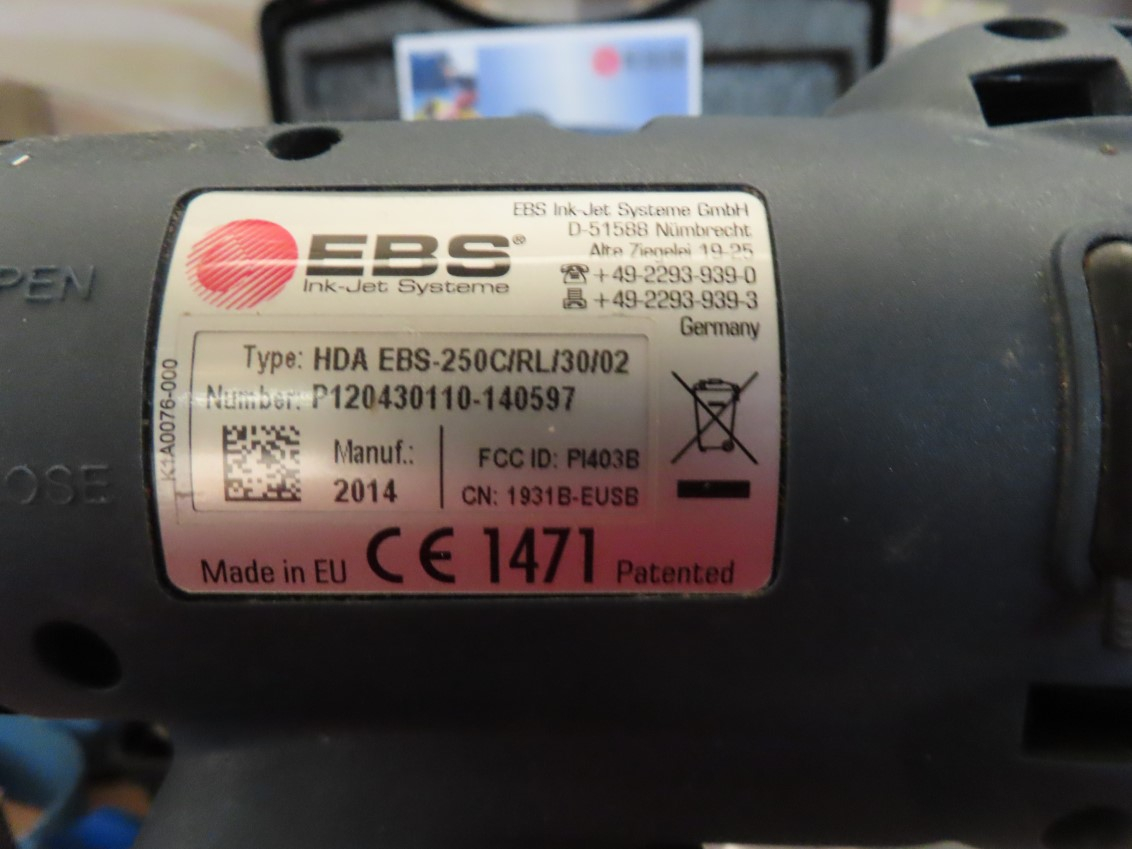 EBS Ink-Jet Systeme GmbH
D-51588 Nümbrecht
Alte Ziegelei 19-25
+49-2293-939-0
+49-2293-939-3
Germany
EBS®
Ink-Jet Systeme
PEN
OSE
K1A0076-000
Type: HDA EBS-250C/RL/30/02
Number: P120430110-140597
Manuf.:
2014
FCC ID: PI403B
CN: 1931B-EUSB
Made in EU CE 1471 Patented